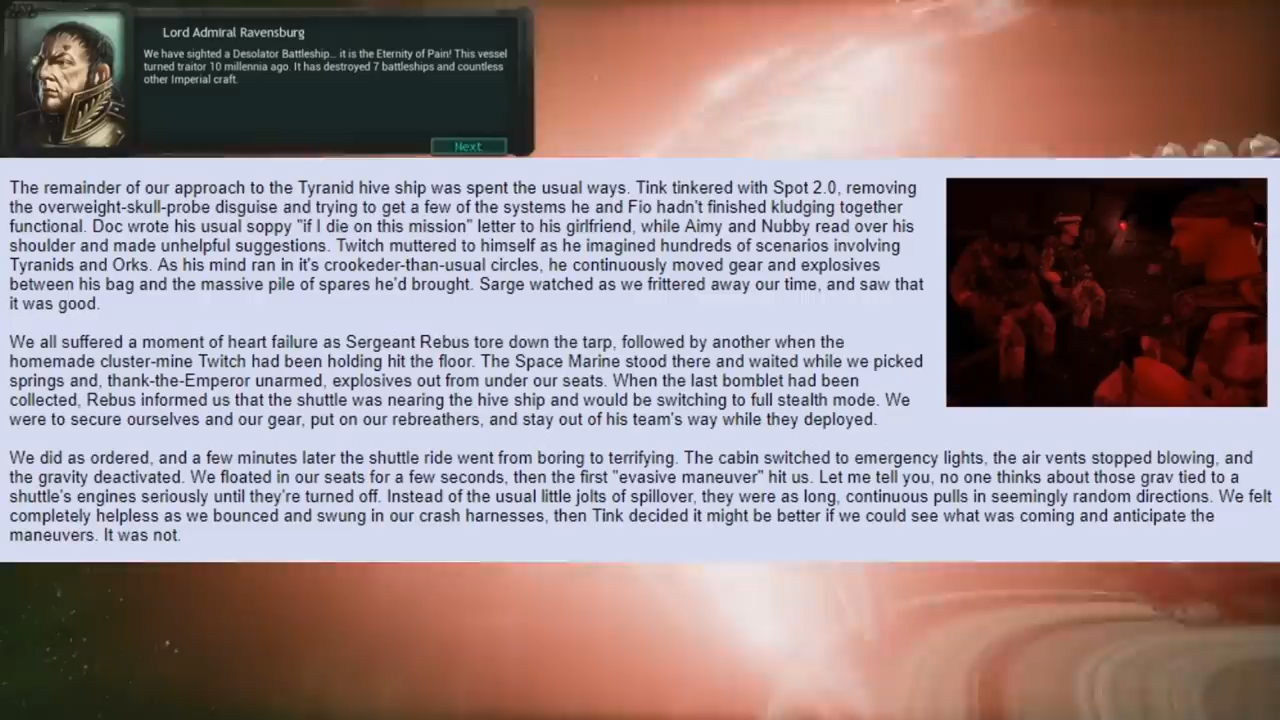 Lord Admiral Ravensburg
We have sighted a Desolator Battleship... it is the Eternity of Pain! This vessel
turned traitor 10 millennia ago. It has destroyed 7 battleships and countless
other Imperial craft.
Next
The remainder of our approach to the Tyranid hive ship was spent the usual ways. Tink tinkered with Spot 2.0, removing
the overweight-skull-probe disguise and trying to get a few of the systems he and Fio hadn't finished kludging together
functional. Doc wrote his usual soppy "if I die on this mission" letter to his girlfriend, while Aimy and Nubby read over his
shoulder and made unhelpful suggestions. Twitch muttered to himself as he imagined hundreds of scenarios involving
Tyranids and Orks. As his mind ran in it's crookeder-than-usual circles, he continuously moved gear and explosives
between his bag and the massive pile of spares he'd brought. Sarge watched as we frittered away our time, and saw that
it was good.
We all suffered a moment of heart failure as Sergeant Rebus tore down the tarp, followed by another when the
homemade cluster-mine Twitch had been holding hit the floor. The Space Marine stood there and waited while we picked
springs and, thank-the-Emperor unarmed, explosives out from under our seats. When the last bomblet had been
collected, Rebus informed us that the shuttle was nearing the hive ship and would be switching to full stealth mode. We
were to secure ourselves and our gear, put on our rebreathers, and stay out of his team's way while they deployed.
We did as ordered, and a few minutes later the shuttle ride went from boring to terrifying. The cabin switched to emergency lights, the air vents stopped blowing, and
the gravity deactivated. We floated in our seats for a few seconds, then the first "evasive maneuver" hit us. Let me tell you, no one thinks about those grav tied to a
shuttle's engines seriously until they're turned off. Instead of the usual little jolts of spillover, they were as long, continuous pulls in seemingly random directions. We felt
completely helpless as we bounced and swung in our crash harnesses, then Tink decided it might be better if we could see what was coming and anticipate the
maneuvers. It was not.